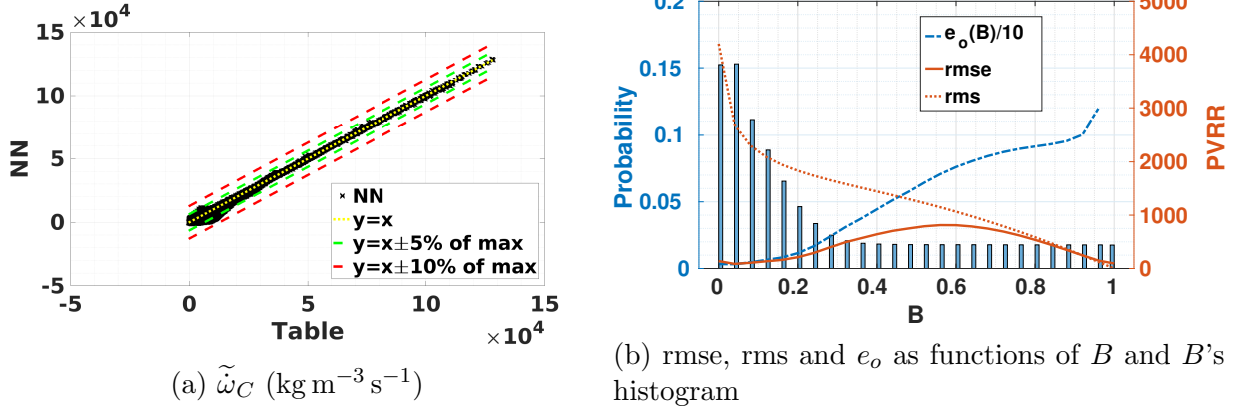 ×10⁴
15
10
5
0
-5
NN
-5 0 5 10 15
Table
×10⁴
× NN
y=x
y=x±5% of max
y=x±10% of max
(a) $\widetilde{\dot{\omega}}_C$ (kg m⁻³ s⁻¹)
0.2
0.15
0.1
0.05
0
Probability
5000
4000
3000
2000
1000
0
PVRR
e_o(B)/10
rmse
rms
0 0.2 0.4 0.6 0.8 1
B
(b) rmse, rms and e_o as functions of B and B's
histogram